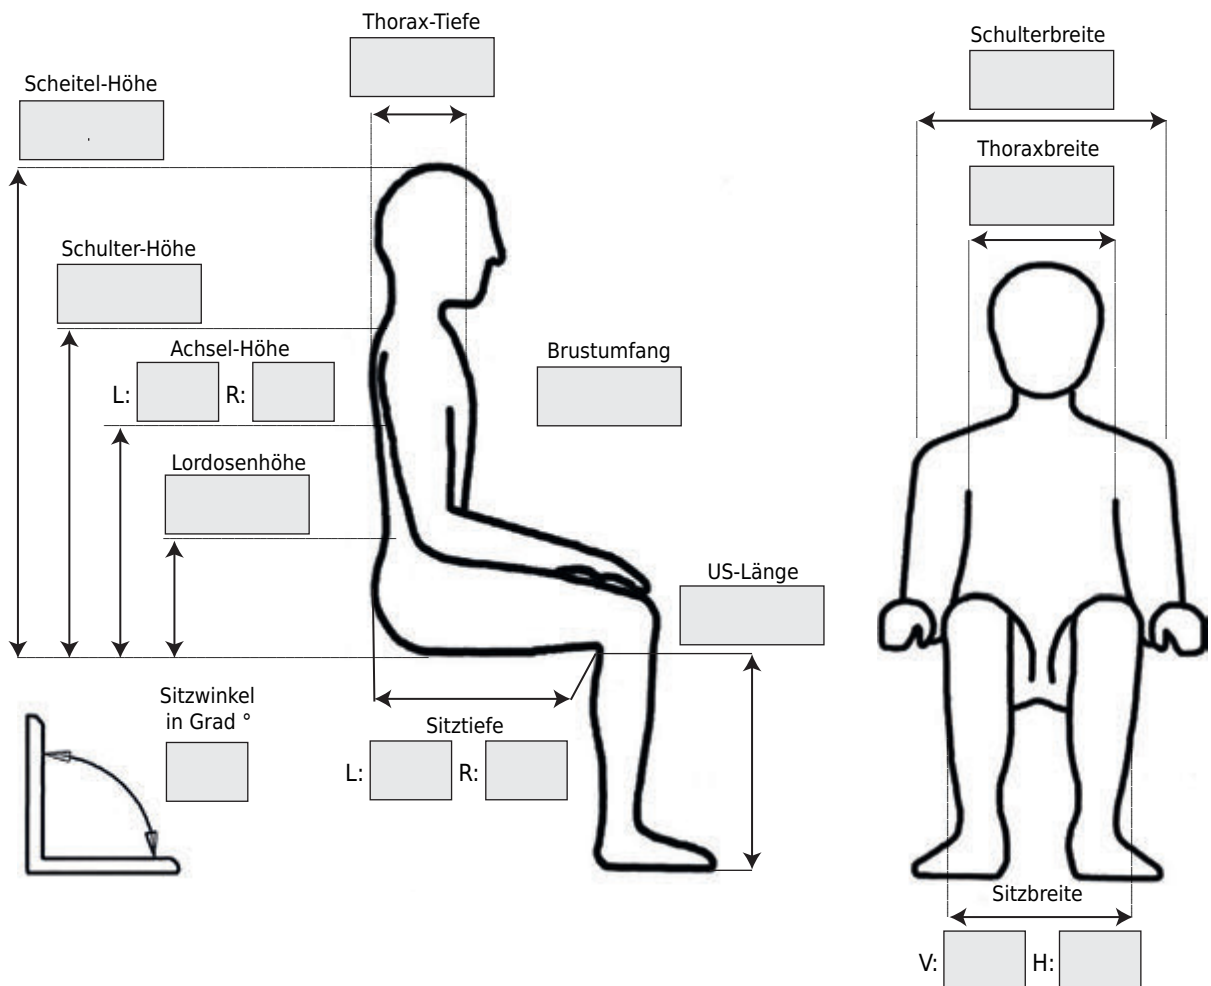 Thorax-Tiefe
Schulterbreite
Scheitel-Höhe
Thoraxbreite
Schulter-Höhe
Achsel-Höhe
L: R:
Brustumfang
Lordosenhöhe
US-Länge
Sitzwinkel
in Grad °
Sitztiefe
L: R:
Sitzbreite
V: H: